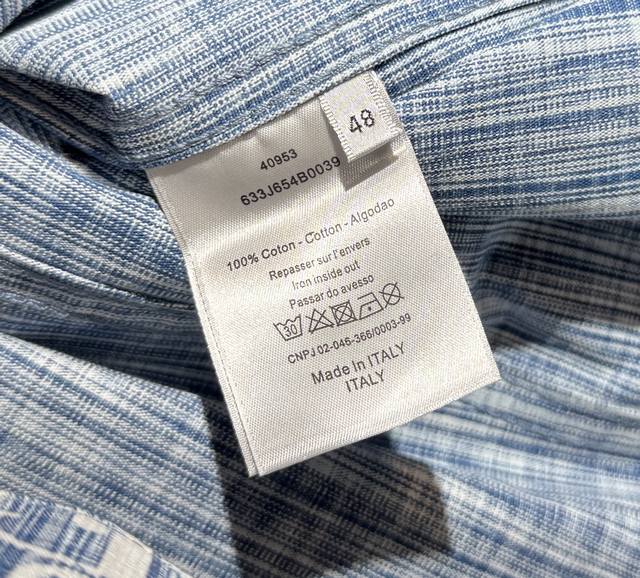 48
40953
633J654B0039
100% Coton - Cotton - Algodao
Repasser sur l'envers
Iron inside out
Passar do avesso
30
CNPJ 02-046-366/0003-99
Made In ITALY
ITALY